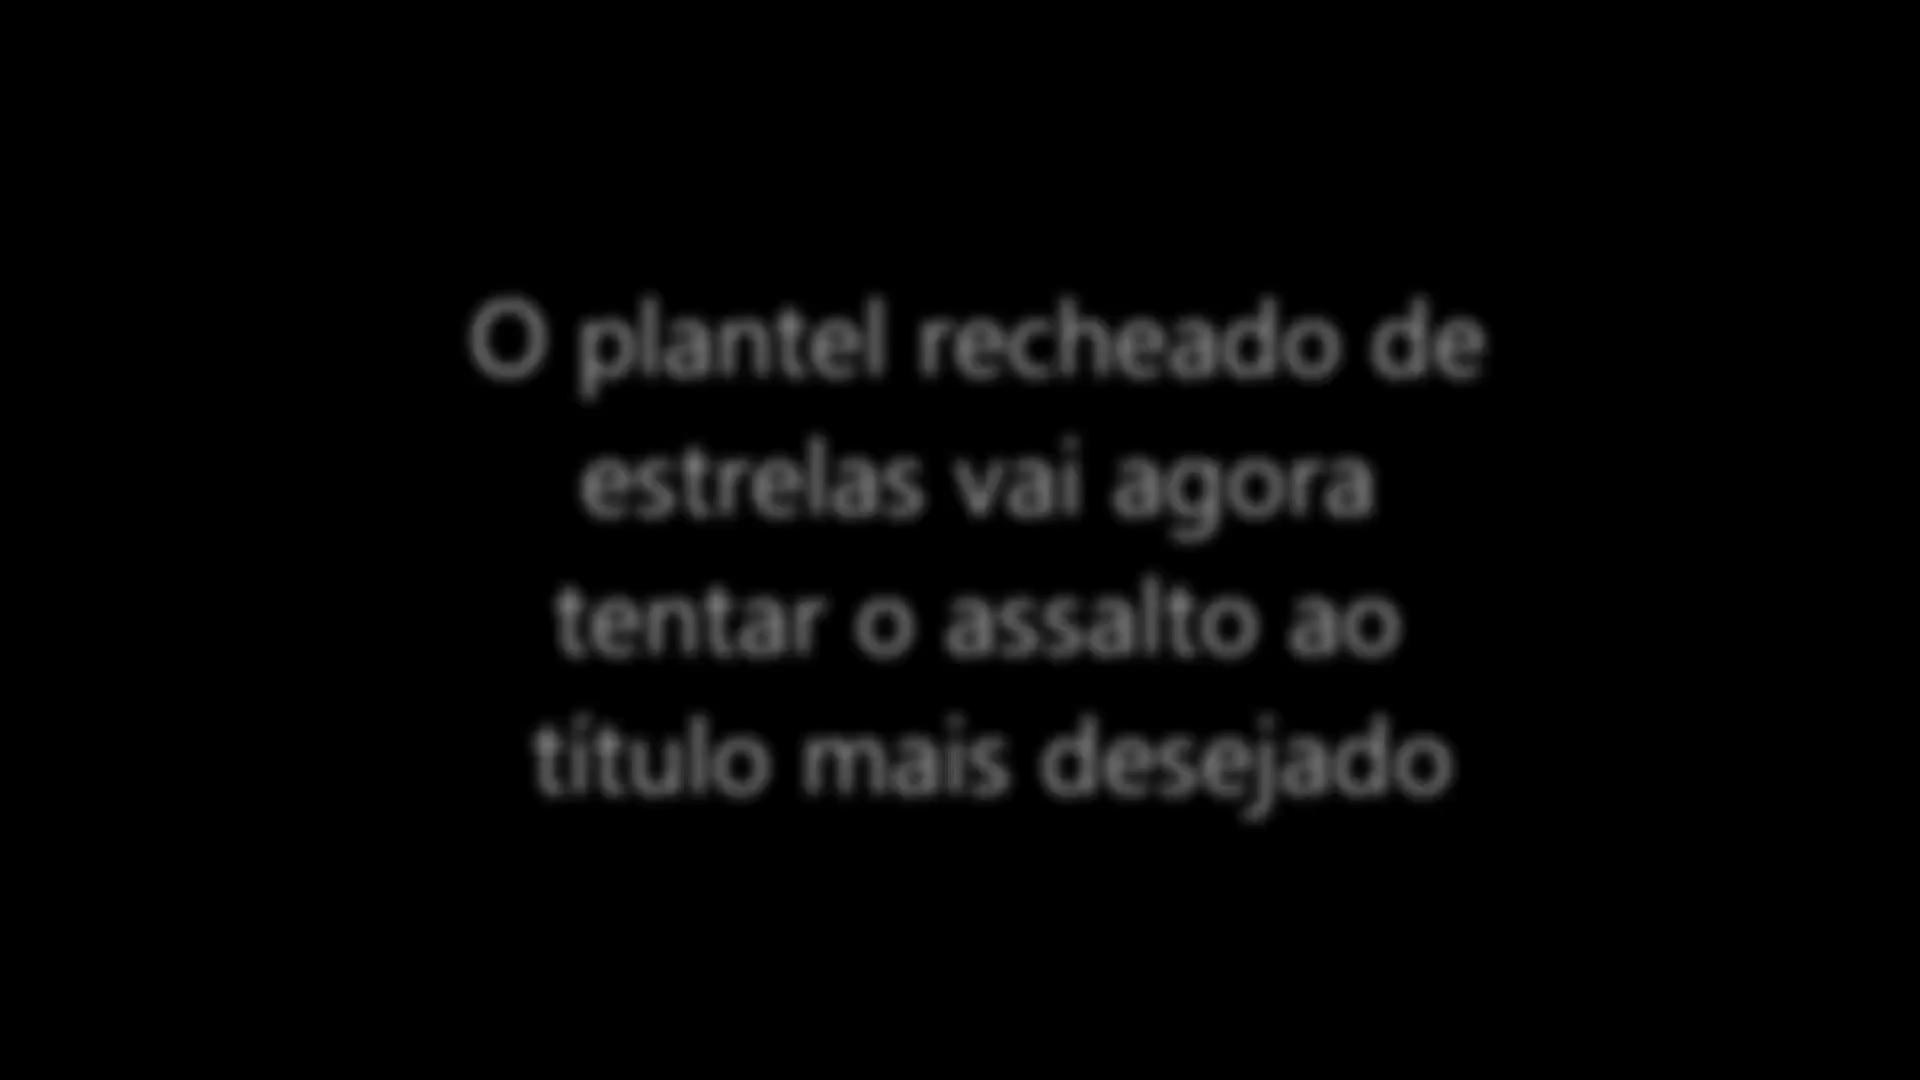 O plantel recheado de
estrelas vai agora
tentar o assalto ao
título mais desejado